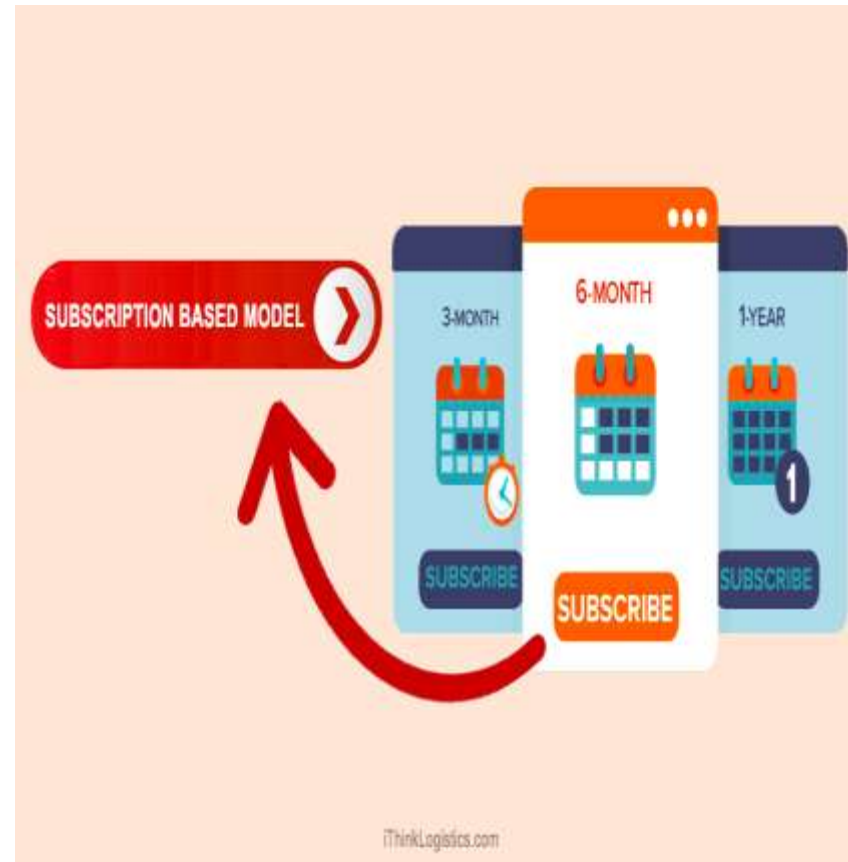 SUBSCRIPTION BASED MODEL
3-MONTH
SUBSCRIBE
6-MONTH
SUBSCRIBE
1-YEAR
1
SUBSCRIBE
iThinkLogistics.com